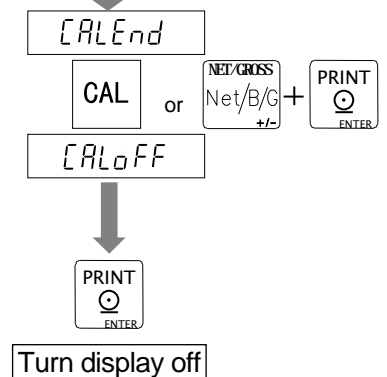 CALEnd
CAL or NET/GROSS Net/B/G +/- + PRINT ENTER
CALoFF
PRINT
ENTER
Turn display off